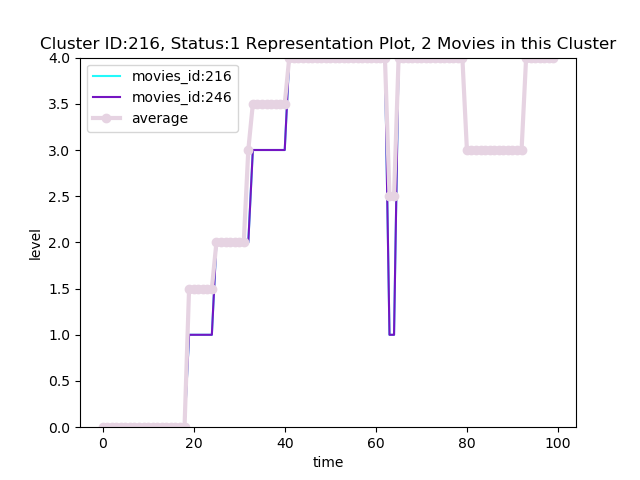 Cluster ID:216, Status:1 Representation Plot, 2 Movies in this Cluster
movies_id:216
movies_id:246
average
level
4.0
3.5
3.0
2.5
2.0
1.5
1.0
0.5
0.0
0 20 40 60 80 100
time